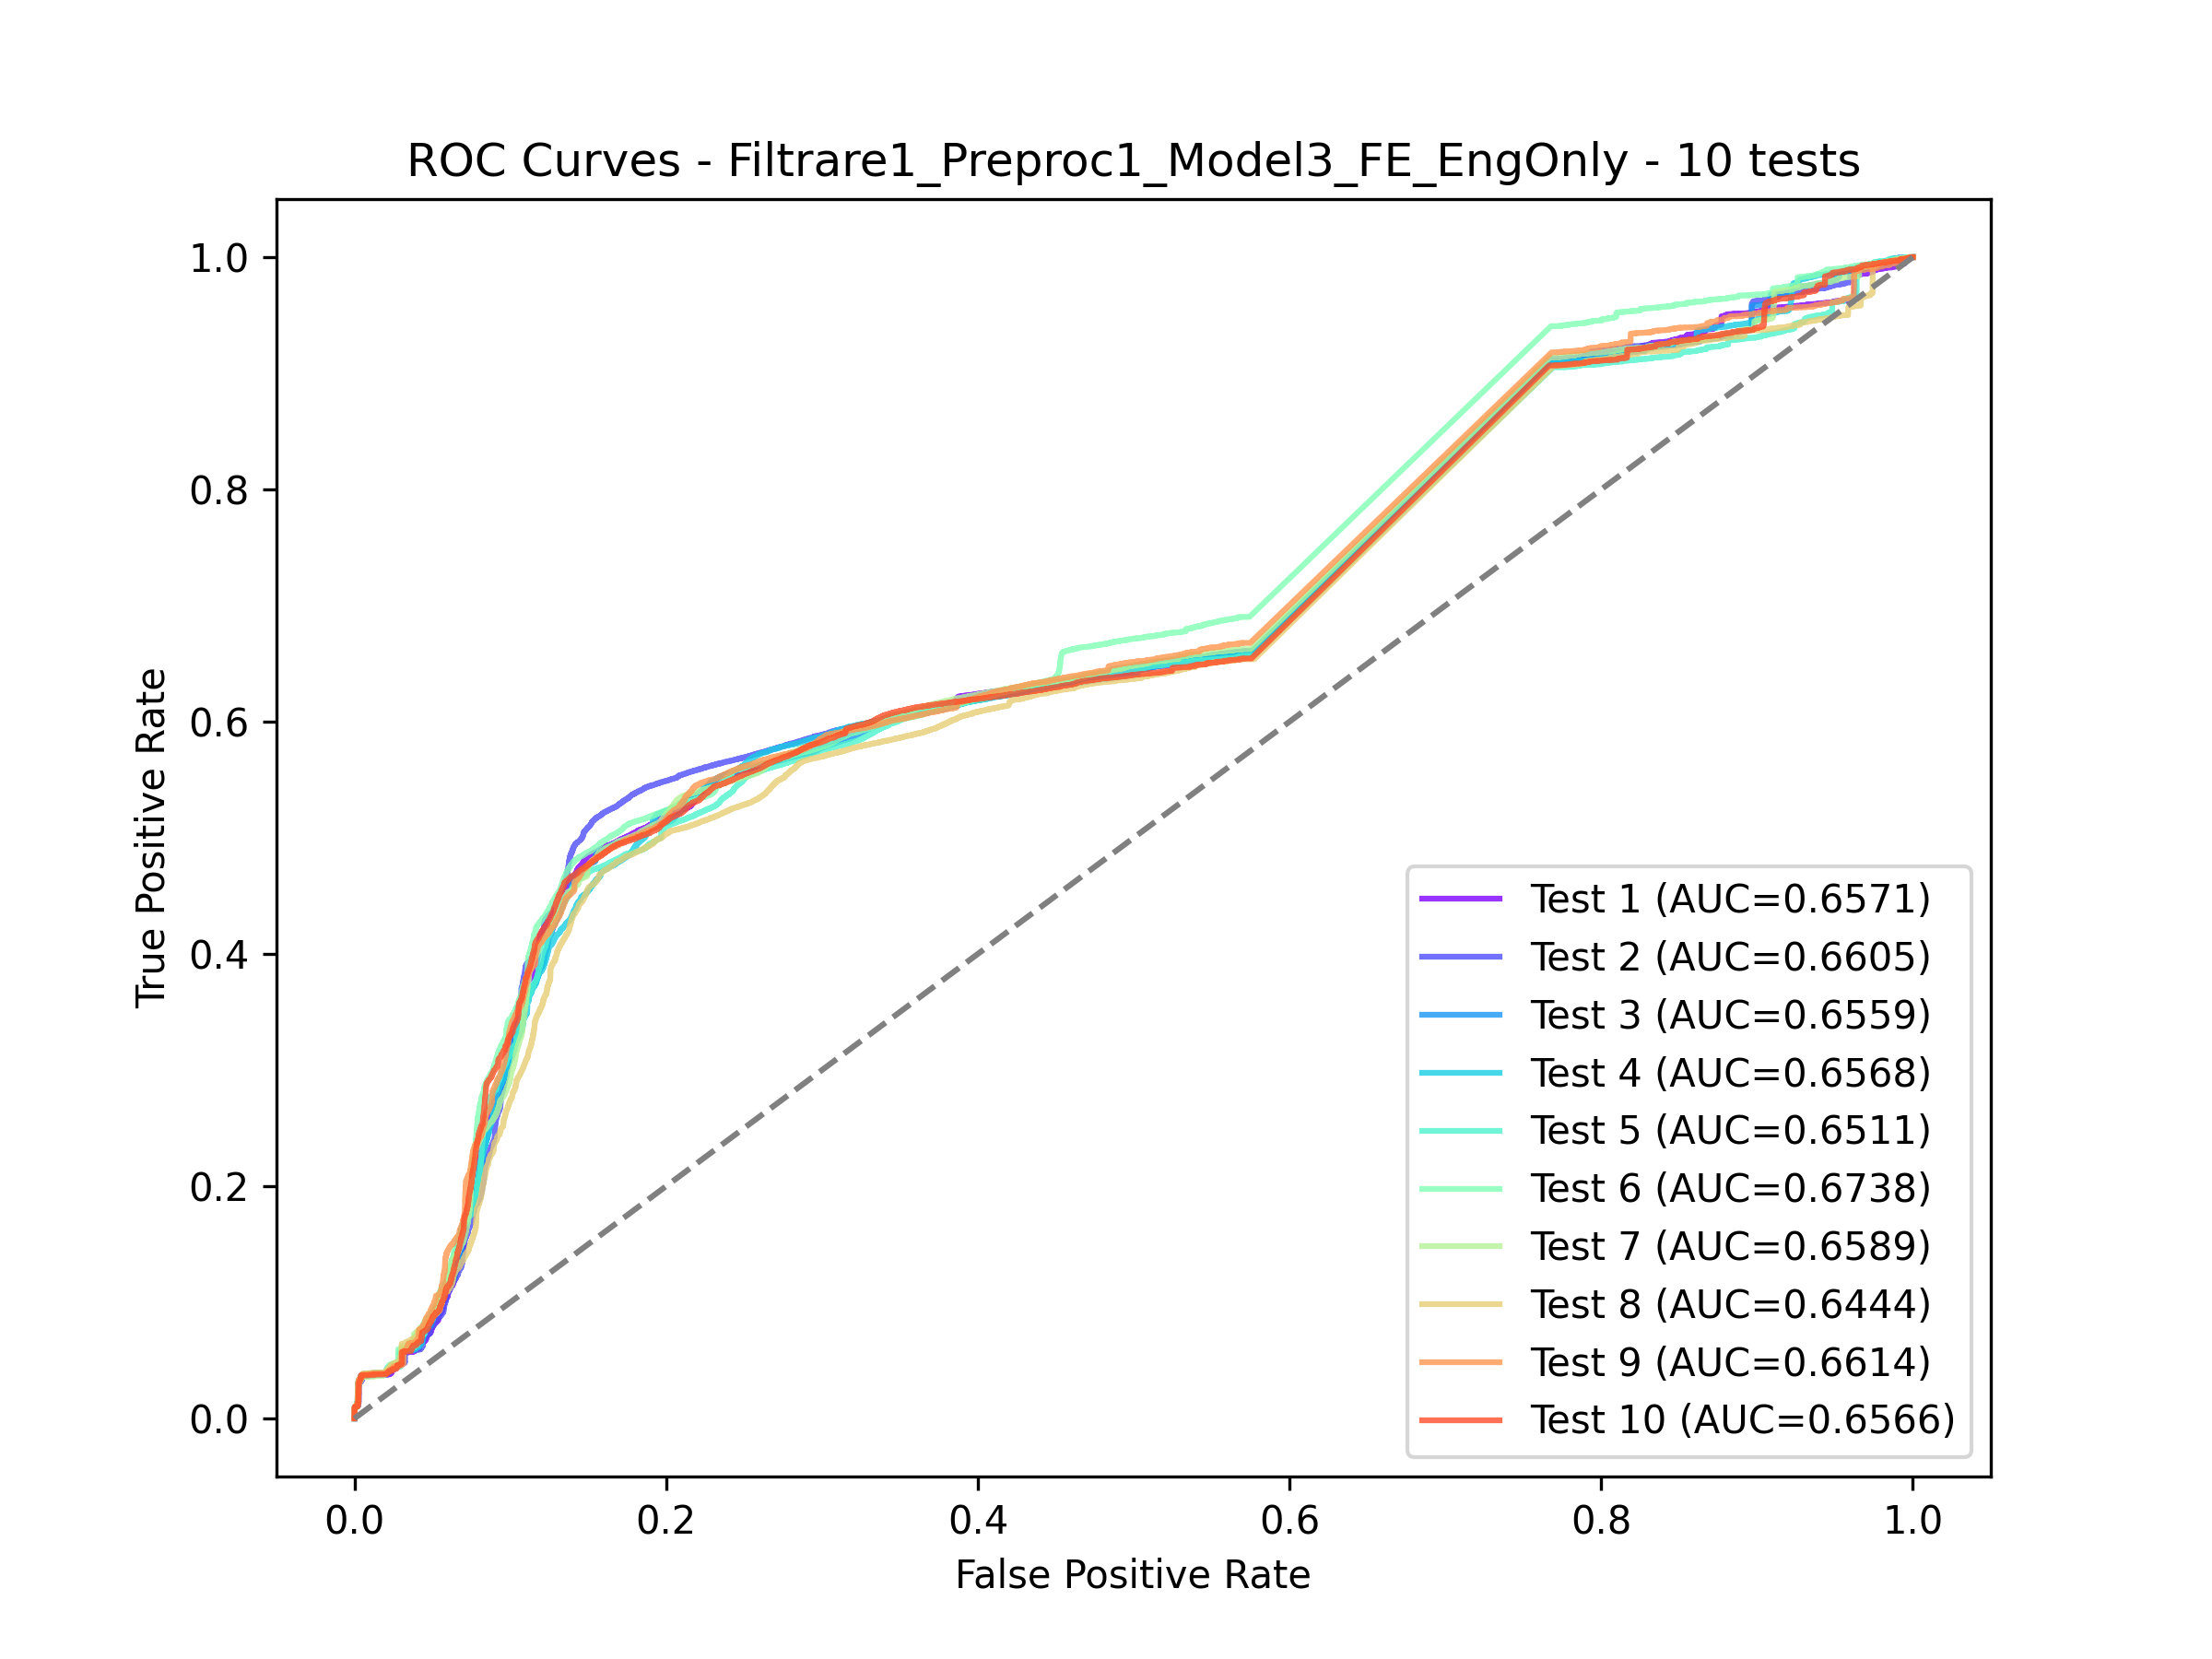 ROC Curves - Filtrare1_Preproc1_Model3_FE_EngOnly - 10 tests
True Positive Rate
1.0
0.8
0.6
0.4
0.2
0.0
Test 1 (AUC=0.6571)
Test 2 (AUC=0.6605)
Test 3 (AUC=0.6559)
Test 4 (AUC=0.6568)
Test 5 (AUC=0.6511)
Test 6 (AUC=0.6738)
Test 7 (AUC=0.6589)
Test 8 (AUC=0.6444)
Test 9 (AUC=0.6614)
Test 10 (AUC=0.6566)
0.0 0.2 0.4 0.6 0.8 1.0
False Positive Rate